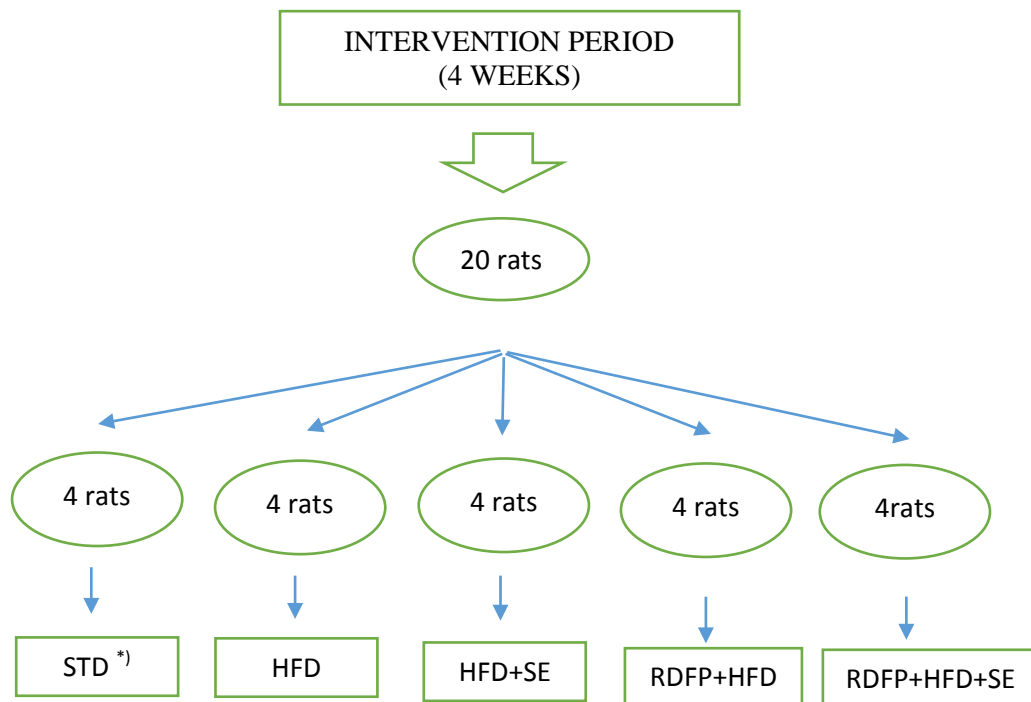 INTERVENTION PERIOD
(4 WEEKS)
20 rats
4 rats
4 rats
4 rats
4 rats
4rats
STD *)
HFD
HFD+SE
RDFP+HFD
RDFP+HFD+SE